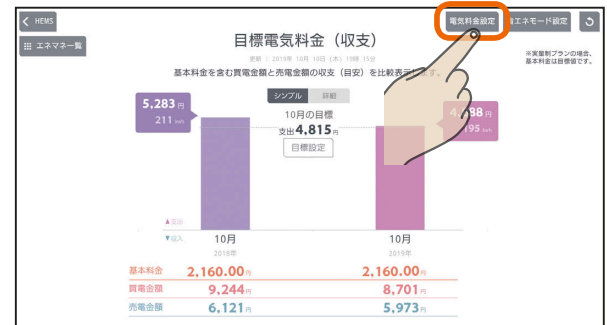 HEMS
電気料金設定
エネモード設定
エネマネ一覧
目標電気料金（収支）
更新 / 2019年 10月 10日 (木) 19時 15分
※実量制プランの場合、
基本料金は目標値です。
基本料金を含む買電金額と売電金額の収支（目安）を比較表示
5,283円
211 kWh
シンプル 詳細
10月の目標
支出4,815円
目標設定
88円
195 kWh
▲支出
▼収入
10月 10月
2018年 2019年
基本料金 2,160.00円 2,160.00円
買電金額 9,244円 8,701円
売電金額 6,121円 5,973円